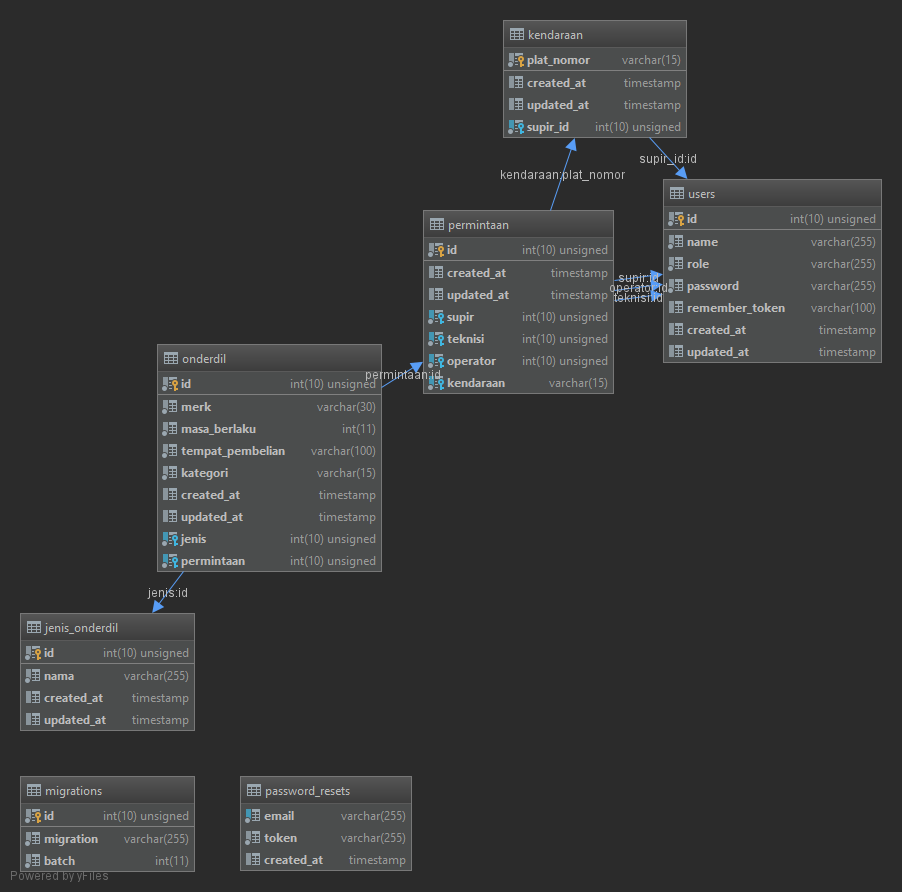 kendaraan
plat_nomor varchar(15)
created_at timestamp
updated_at timestamp
supir_id int(10) unsigned
supir_id:id
kendaraan:plat_nomor
users
id int(10) unsigned
name varchar(255)
role varchar(255)
password varchar(255)
remember_token varchar(100)
created_at timestamp
updated_at timestamp
permintaan
id int(10) unsigned
created_at timestamp
updated_at timestamp
supir int(10) unsigned
teknisi int(10) unsigned
operator int(10) unsigned
kendaraan varchar(15)
supir:id
operator:id
teknisi:id
onderdil
id int(10) unsigned
merk varchar(30)
masa_berlaku int(11)
tempat_pembelian varchar(100)
kategori varchar(15)
created_at timestamp
updated_at timestamp
jenis int(10) unsigned
permintaan int(10) unsigned
permintaan:id
jenis:id
jenis_onderdil
id int(10) unsigned
nama varchar(255)
created_at timestamp
updated_at timestamp
migrations
id int(10) unsigned
migration varchar(255)
batch int(11)
password_resets
email varchar(255)
token varchar(255)
created_at timestamp
Powered by yFiles